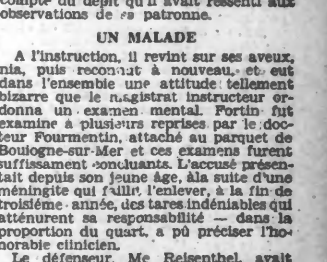 compte du dépit qu'il avait ressenti aux
observations de sa patronne.
UN MALADE
A l'instruction, il revint sur ses aveux,
nia, puis reconnut à nouveau, et eut
dans l'ensemble une attitude tellement
bizarre que le magistrat instructeur or-
donna un examen mental. Fortin fut
examiné à plusieurs reprises par le doc-
teur Fourmentin, attaché au parquet de
Boulogne-sur-Mer et ces examens furent
suffissament concluants. L'accusé présen-
tait depuis son jeune âge, àla suite d'une
méningite qui faillit l'enlever, à la fin de
troisième année, des tares indéniables qui
atténurent sa responsabilité — dans la
proportion du quart, a pû préciser l'ho-
norable clinicien.
Le défenseur, Me Reisenthel, avait